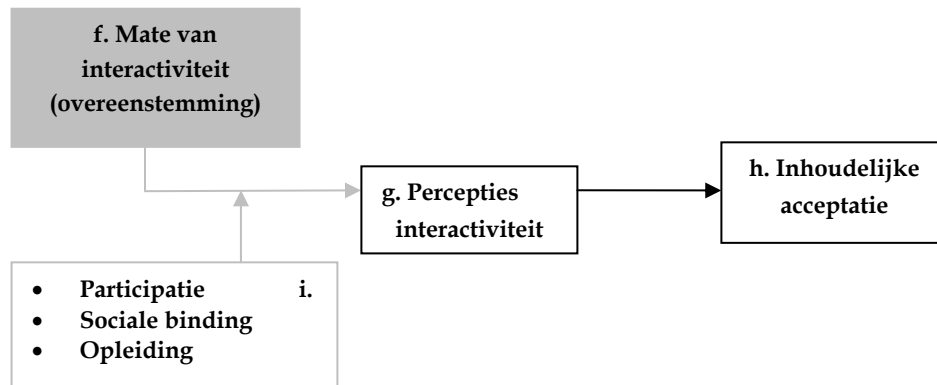 f. Mate van
interactiviteit
(overeenstemming)
g. Percepties
interactiviteit
h. Inhoudelijke
acceptatie
• Participatie i.
• Sociale binding
• Opleiding